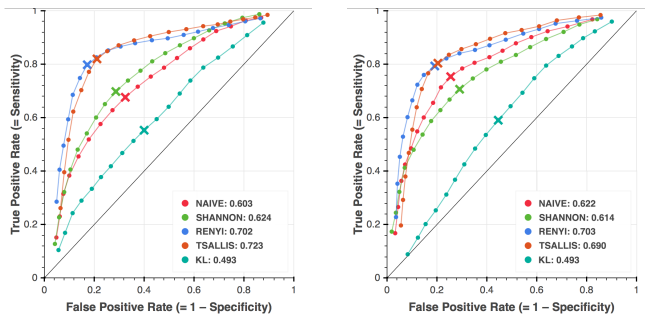 1
0.8
0.6
0.4
0.2
0
True Positive Rate (= Sensitivity)
NAIVE: 0.603
SHANNON: 0.624
RENYI: 0.702
TSALLIS: 0.723
KL: 0.493
0 0.2 0.4 0.6 0.8 1
False Positive Rate (= 1 – Specificity)
1
0.8
0.6
0.4
0.2
0
True Positive Rate (= Sensitivity)
NAIVE: 0.622
SHANNON: 0.614
RENYI: 0.703
TSALLIS: 0.690
KL: 0.493
0 0.2 0.4 0.6 0.8 1
False Positive Rate (= 1 – Specificity)